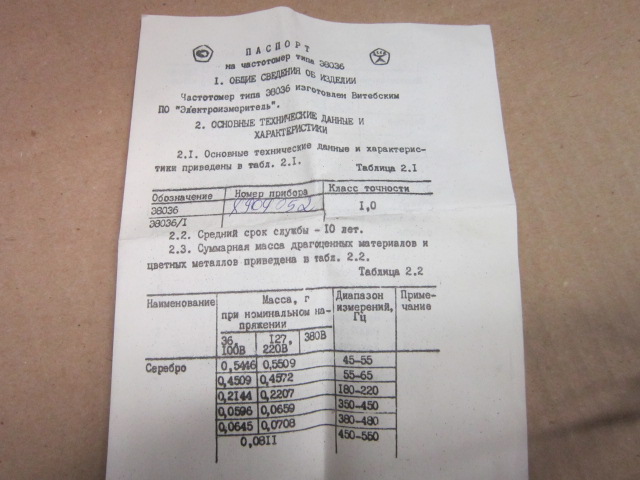 ПАСПОРТ
на частотомер типа Э8036
I. ОБЩИЕ СВЕДЕНИЯ ОБ ИЗДЕЛИИ
Частотомер типа Э8036 изготовлен Витебским
ПО "Электроизмеритель".
2. ОСНОВНЫЕ ТЕХНИЧЕСКИЕ ДАННЫЕ И
ХАРАКТЕРИСТИКИ
2.I. Основные технические данные и характерис-
тики приведены в табл. 2.I.
Таблица 2.I
Обозначение Номер прибора Класс точности
Э8036 I,0
Э8036/I
2.2. Средний срок службы - IO лет.
2.3. Суммарная масса драгоценных материалов и
цветных металлов приведена в табл. 2.2.
Таблица 2.2
Наименование Масса, г Диапазон Приме-
при номинальном на- измерений, чание
пряжении Гц
36, I27, 380В
IООВ 220В
Серебро 0,5446 0,5509 45-55
0,4509 0,4572 55-65
0,2I44 0,2207 I80-220
0,0596 0,0659 350-450
0,0645 0,0708 380-480
0,08II 450-550